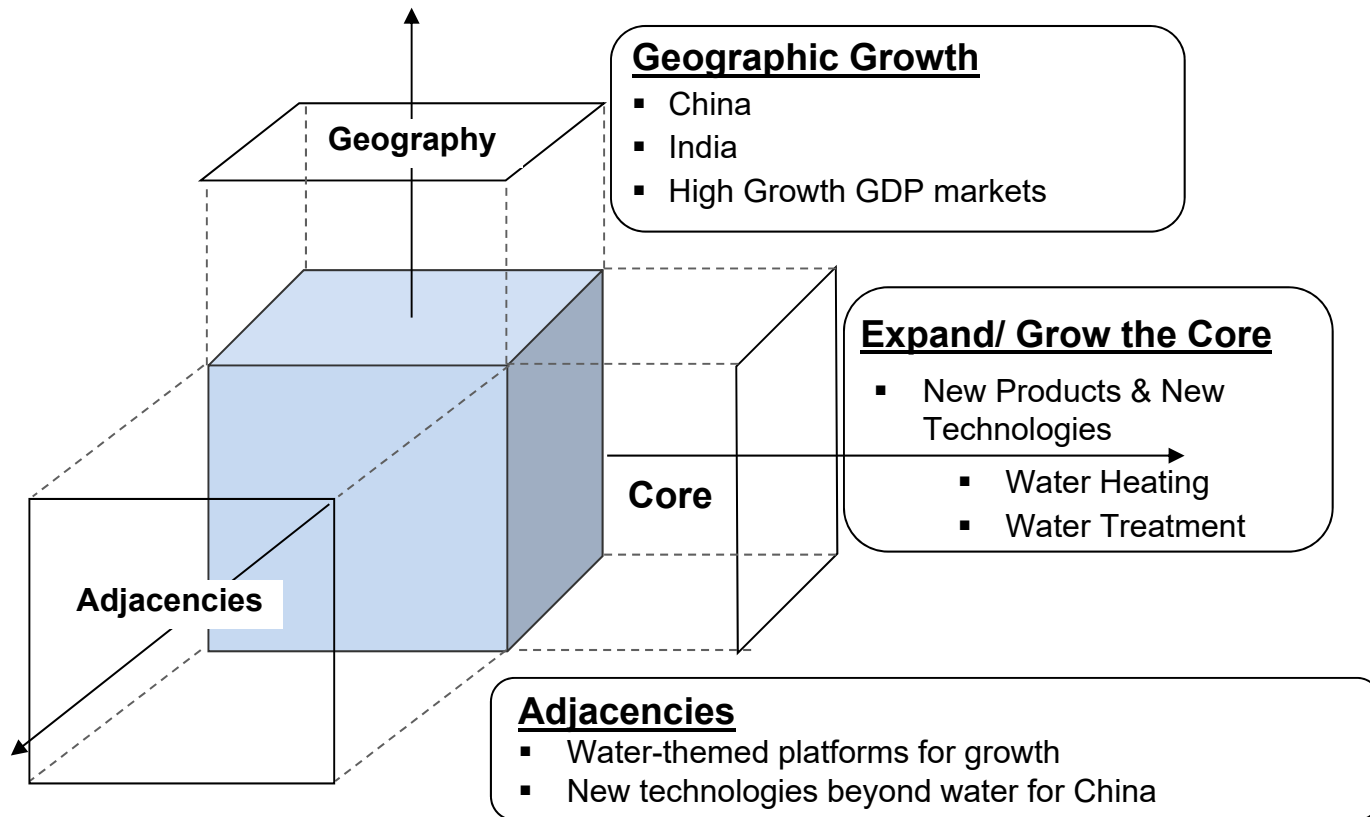 Geographic Growth
▪ China
▪ India
▪ High Growth GDP markets
Geography
Expand/ Grow the Core
▪ New Products & New
Technologies
▪ Water Heating
▪ Water Treatment
Core
Adjacencies
Adjacencies
▪ Water-themed platforms for growth
▪ New technologies beyond water for China